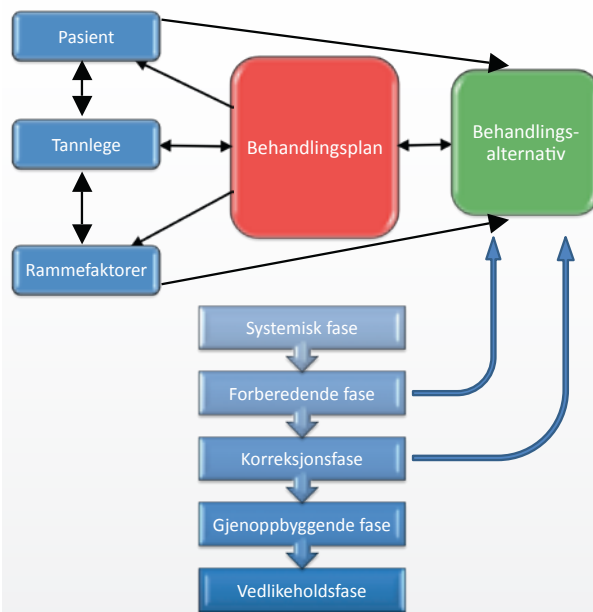 Pasient
Tannlege
Rammefaktorer
Behandlingsplan
Behandlings-
alternativ
Systemisk fase
Forberedende fase
Korreksjonsfase
Gjenoppbyggende fase
Vedlikeholdsfase